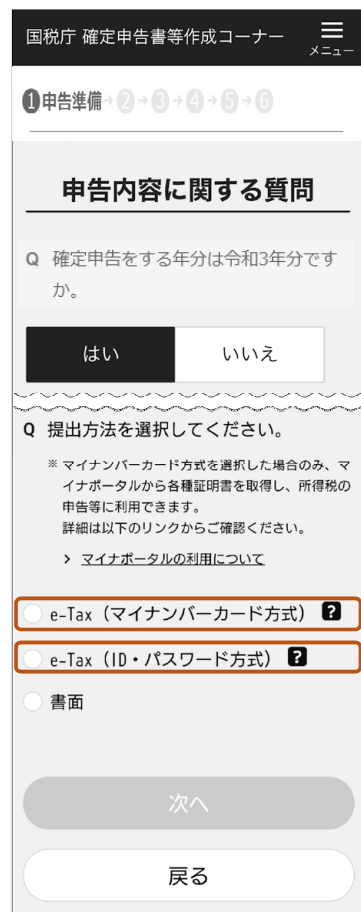 国税庁 確定申告書等作成コーナー
メニュー
1 申告準備 → 2 → 3 → 4 → 5 → 6
申告内容に関する質問
Q 確定申告をする年分は令和3年分です
か。
はい
いいえ
Q 提出方法を選択してください。
※ マイナンバーカード方式を選択した場合のみ、マ
イナポータルから各種証明書を取得し、所得税の
申告等に利用できます。
詳細は以下のリンクからご確認ください。
> マイナポータルの利用について
e-Tax(マイナンバーカード方式) ?
e-Tax(ID・パスワード方式) ?
書面
次へ
戻る